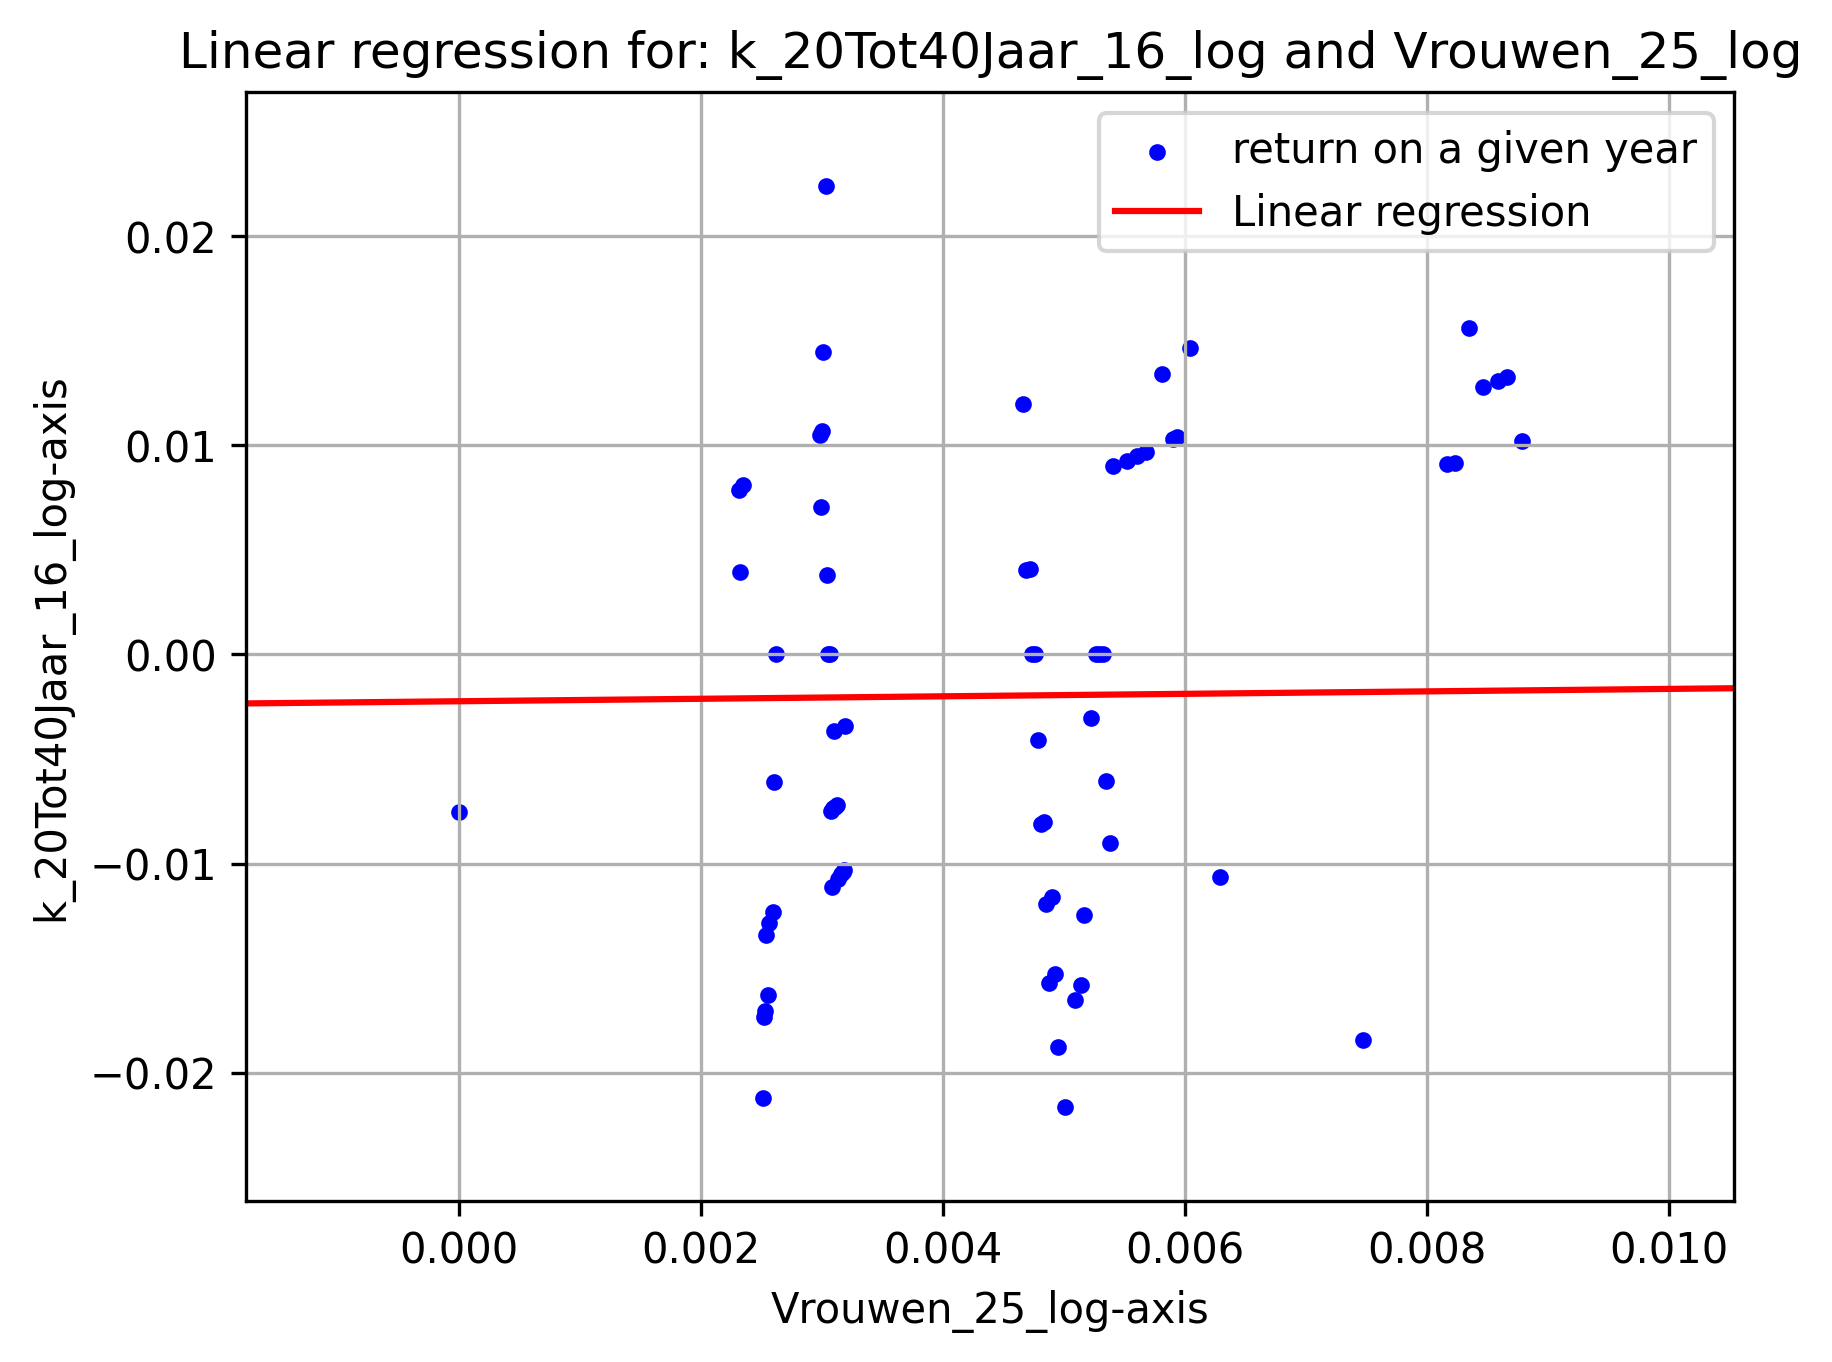 Linear regression for: k_20Tot40Jaar_16_log and Vrouwen_25_log
return on a given year
Linear regression
0.02
0.01
0.00
−0.01
−0.02
k_20Tot40Jaar_16_log-axis
0.000 0.002 0.004 0.006 0.008 0.010
Vrouwen_25_log-axis